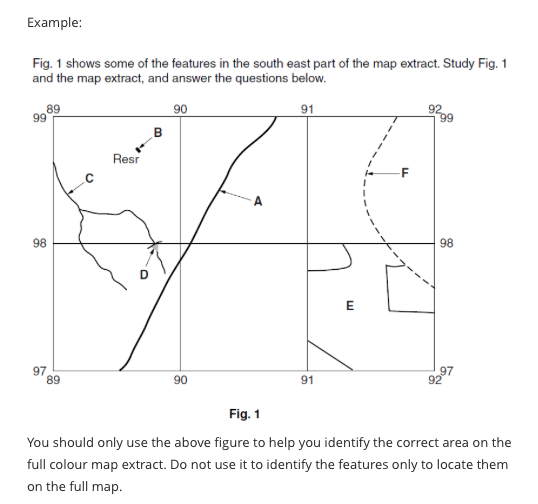 Example:
Fig. 1 shows some of the features in the south east part of the map extract. Study Fig. 1
and the map extract, and answer the questions below.
89 90 91 92
99 99
B
Resr
C
F
A
98 98
D
E
97 97
89 90 91 92
Fig. 1
You should only use the above figure to help you identify the correct area on the
full colour map extract. Do not use it to identify the features only to locate them
on the full map.